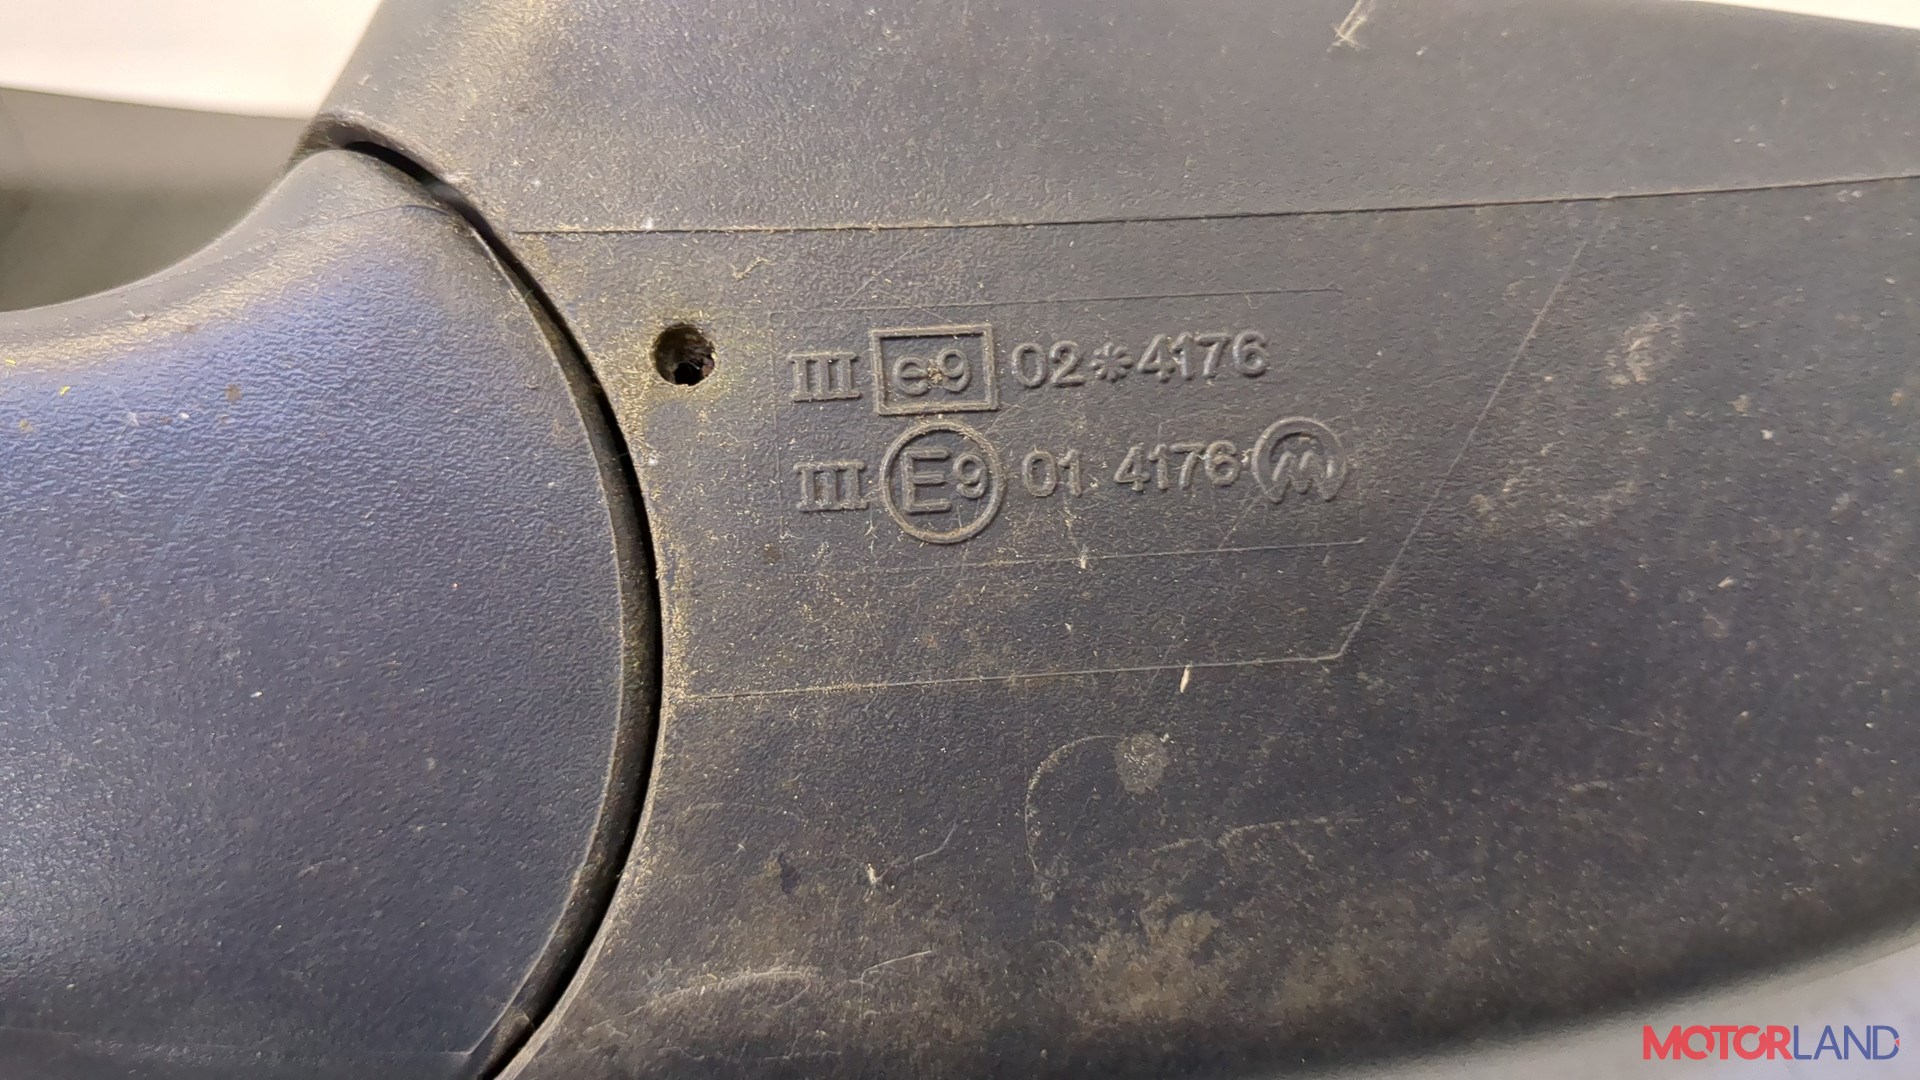 III e9 02*4176
III E9 01 4176 M
MOTORLAND